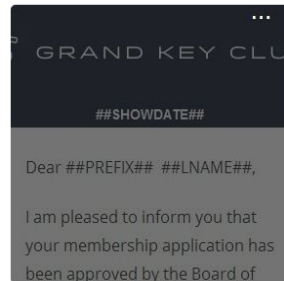 GRAND KEY CLU
##SHOWDATE##
Dear ##PREFIX## ##LNAME##,
I am pleased to inform you that
your membership application has
been approved by the Board of